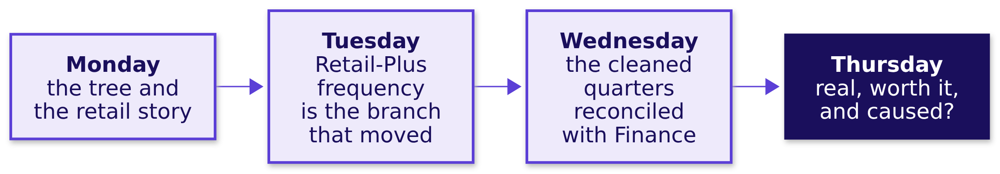 Monday
the tree and
the retail story
Tuesday
Retail-Plus
frequency
is the branch
that moved
Wednesday
the cleaned
quarters
reconciled
with Finance
Thursday
real, worth it,
and caused?